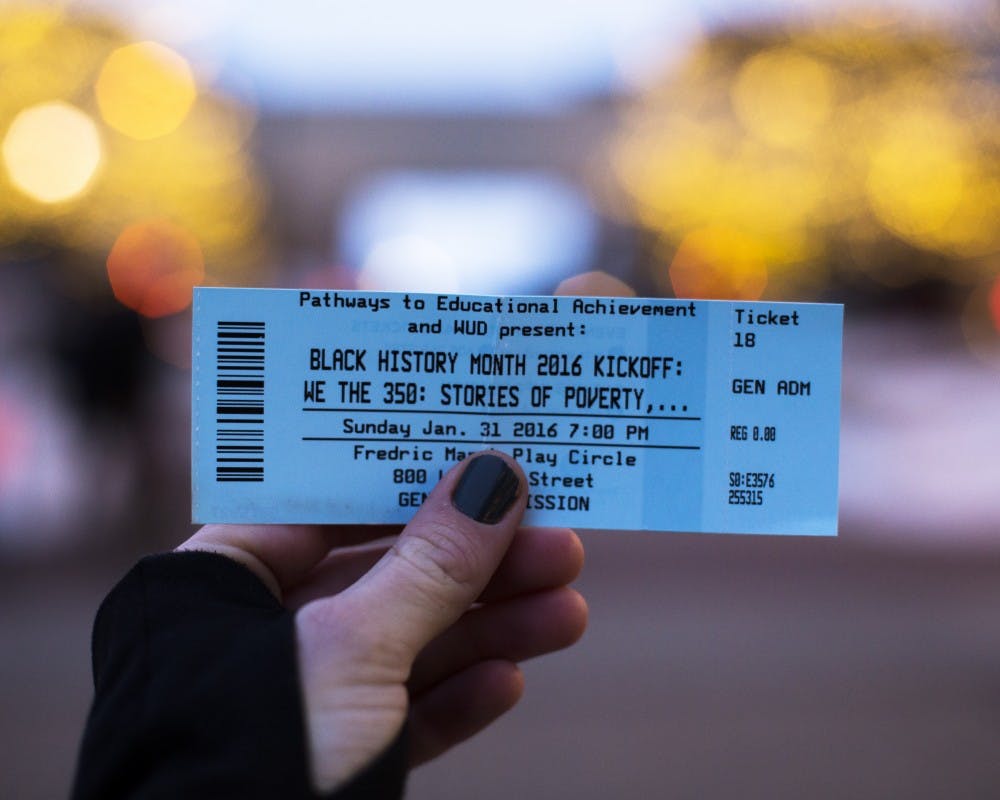 Pathways to Educational Achievement
and WUD present:
BLACK HISTORY MONTH 2016 KICKOFF:
WE THE 350: STORIES OF POVERTY,...
Sunday Jan. 31 2016 7:00 PM
Fredric Play Circle
800 Street
Ticket
18
GEN ADM
REG 0.00
S0:E3576
255315